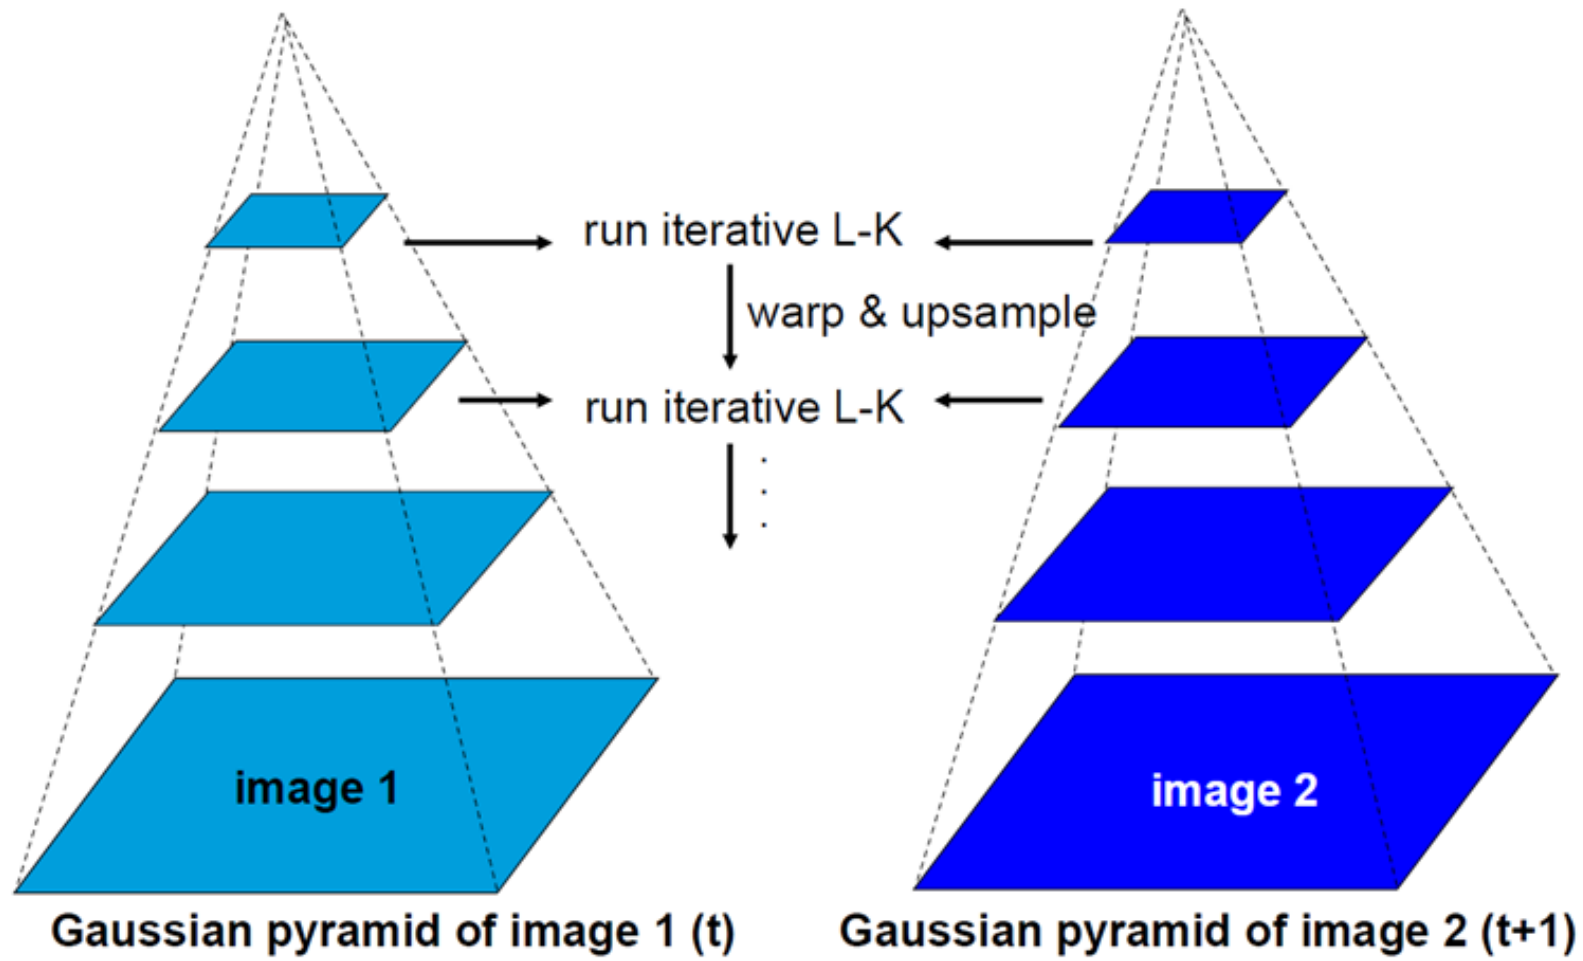 run iterative L-K
warp & upsample
run iterative L-K
.
.
.
image 1
image 2
Gaussian pyramid of image 1 (t)
Gaussian pyramid of image 2 (t+1)